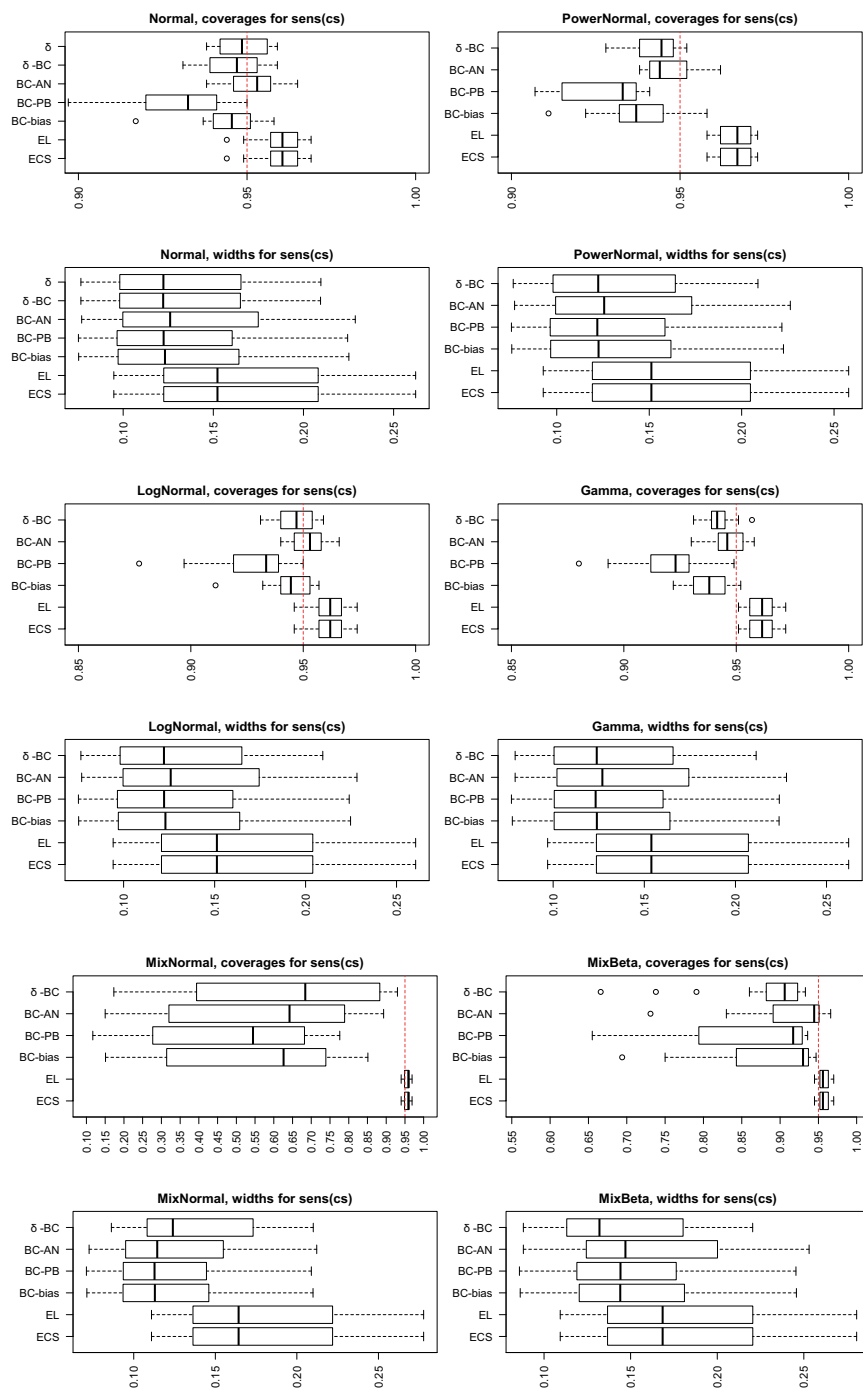 Normal, coverages for sens(cs)
δ
δ -BC
BC-AN
BC-PB
BC-bias
EL
ECS
0.90
0.95
1.00
PowerNormal, coverages for sens(cs)
δ -BC
BC-AN
BC-PB
BC-bias
EL
ECS
0.90
0.95
1.00
Normal, widths for sens(cs)
δ
δ -BC
BC-AN
BC-PB
BC-bias
EL
ECS
0.10
0.15
0.20
0.25
PowerNormal, widths for sens(cs)
δ -BC
BC-AN
BC-PB
BC-bias
EL
ECS
0.10
0.15
0.20
0.25
LogNormal, coverages for sens(cs)
δ -BC
BC-AN
BC-PB
BC-bias
EL
ECS
0.85
0.90
0.95
1.00
Gamma, coverages for sens(cs)
δ -BC
BC-AN
BC-PB
BC-bias
EL
ECS
0.85
0.90
0.95
1.00
LogNormal, widths for sens(cs)
δ -BC
BC-AN
BC-PB
BC-bias
EL
ECS
0.10
0.15
0.20
0.25
Gamma, widths for sens(cs)
δ -BC
BC-AN
BC-PB
BC-bias
EL
ECS
0.10
0.15
0.20
0.25
MixNormal, coverages for sens(cs)
δ -BC
BC-AN
BC-PB
BC-bias
EL
ECS
0.10
0.15
0.20
0.25
0.30
0.35
0.40
0.45
0.50
0.55
0.60
0.65
0.70
0.75
0.80
0.85
0.90
0.95
1.00
MixBeta, coverages for sens(cs)
δ -BC
BC-AN
BC-PB
BC-bias
EL
ECS
0.55
0.60
0.65
0.70
0.75
0.80
0.85
0.90
0.95
1.00
MixNormal, widths for sens(cs)
δ -BC
BC-AN
BC-PB
BC-bias
EL
ECS
0.10
0.15
0.20
0.25
MixBeta, widths for sens(cs)
δ -BC
BC-AN
BC-PB
BC-bias
EL
ECS
0.10
0.15
0.20
0.25